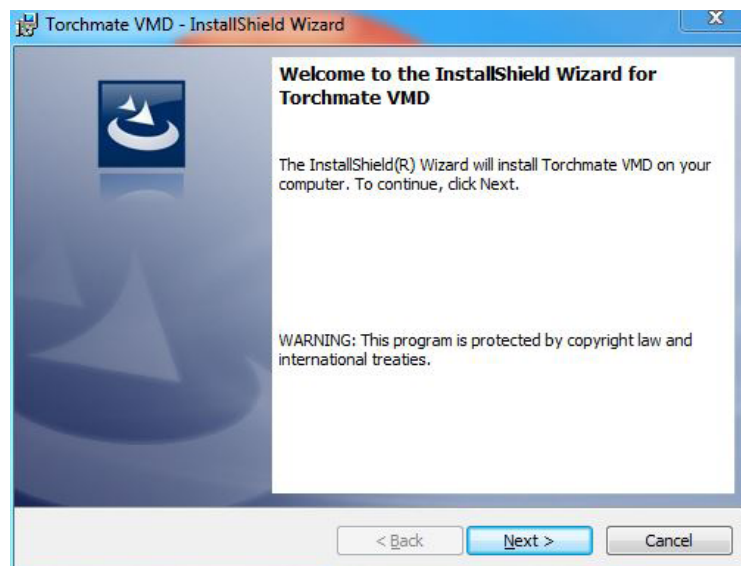 Torchmate VMD - InstallShield Wizard
Welcome to the InstallShield Wizard for
Torchmate VMD
The InstallShield(R) Wizard will install Torchmate VMD on your
computer. To continue, click Next.
WARNING: This program is protected by copyright law and
international treaties.
< Back
Next >
Cancel